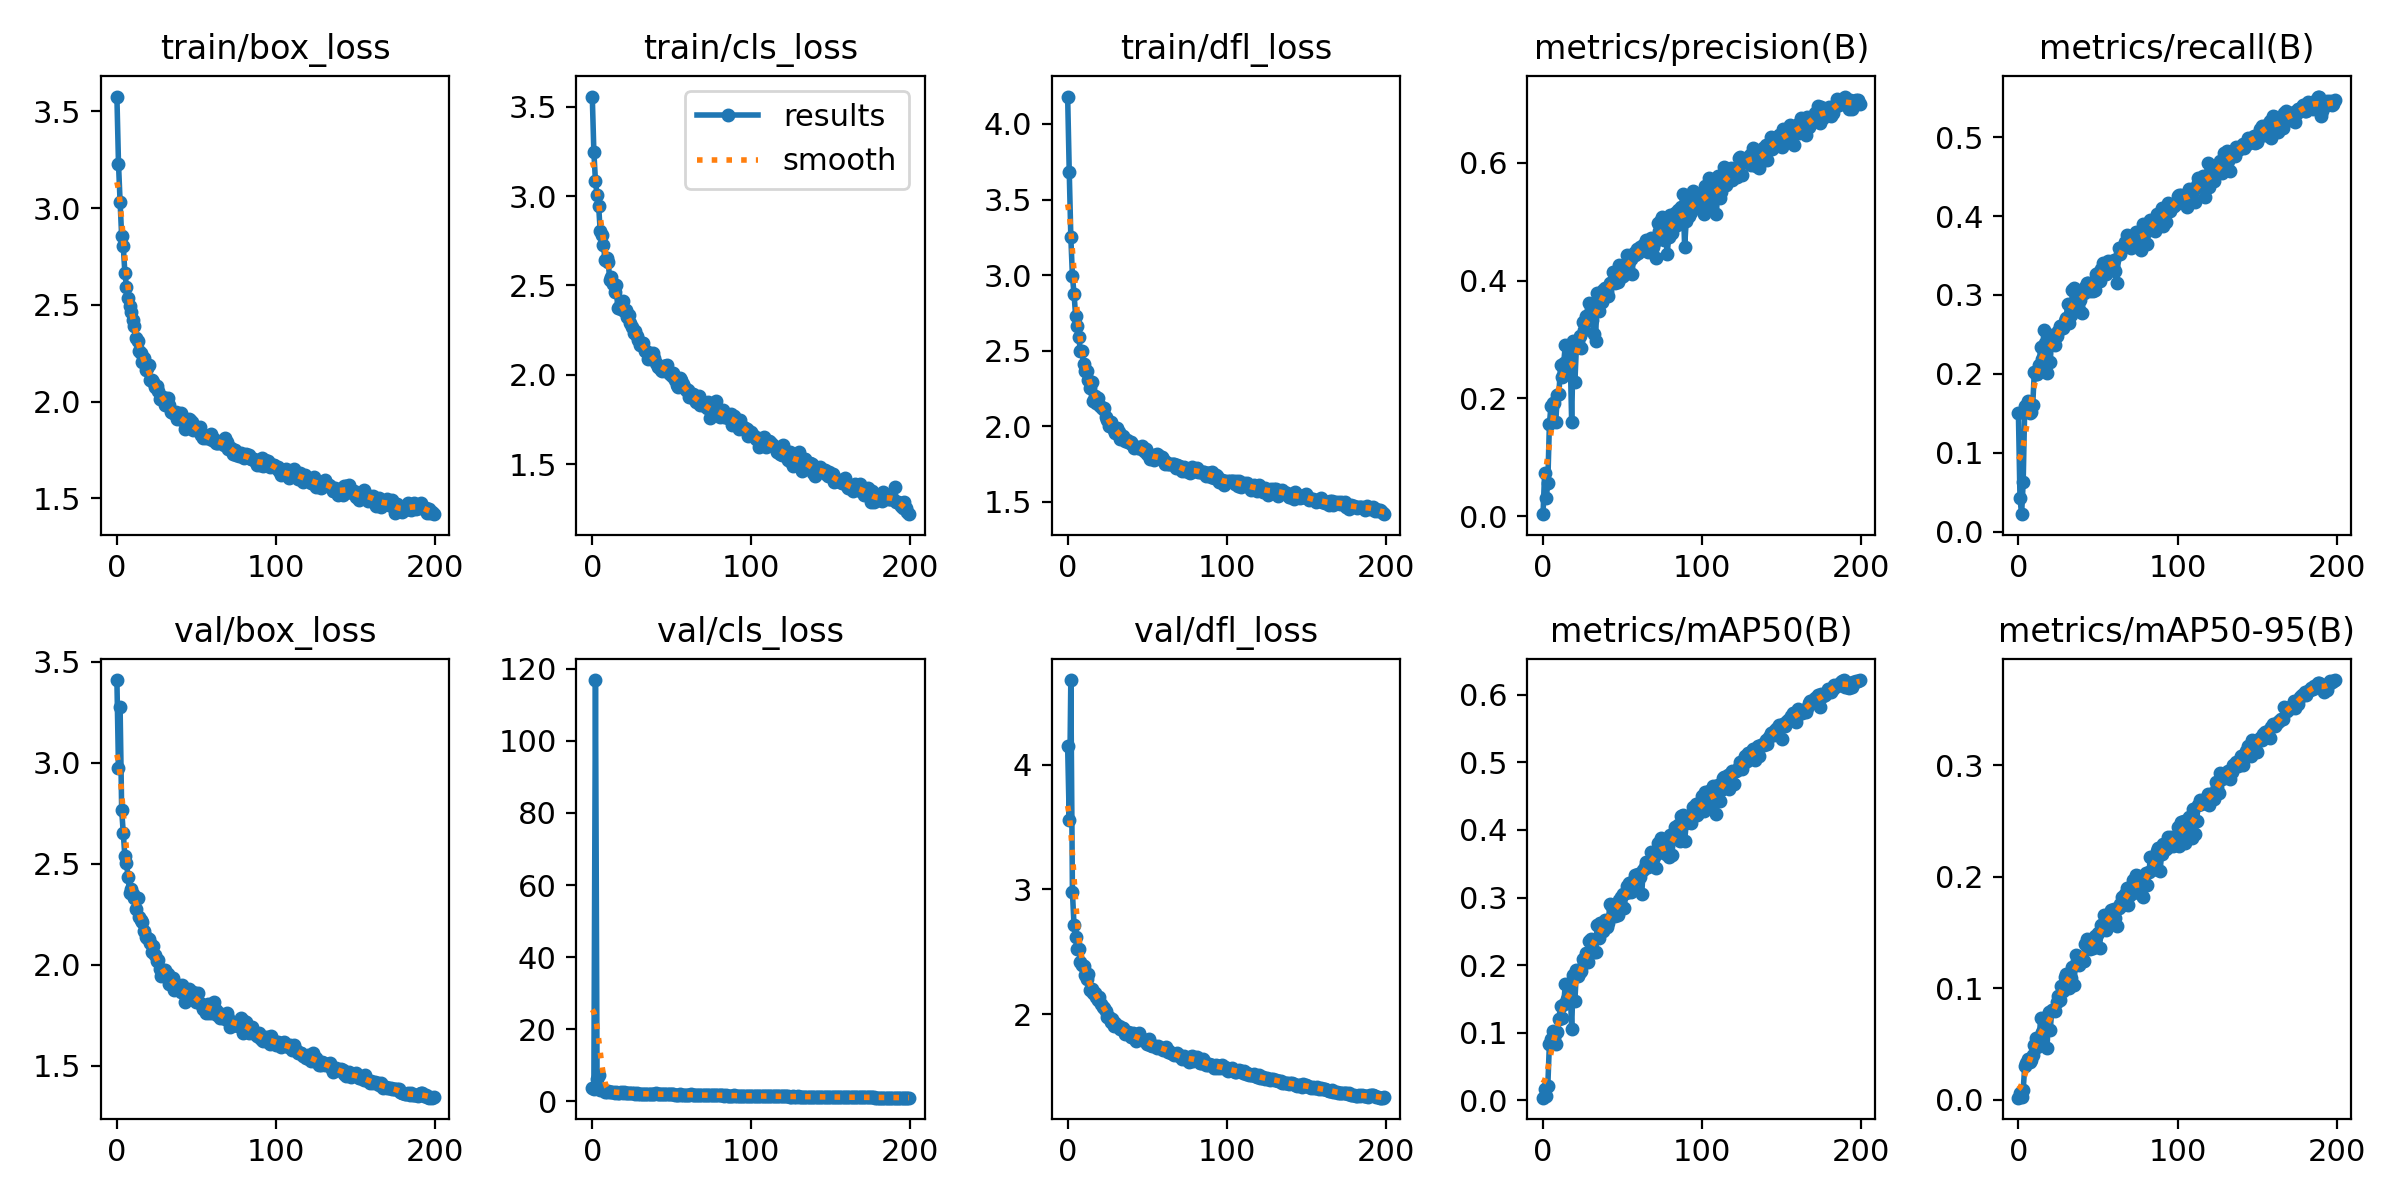 train/box_loss
3.5
3.0
2.5
2.0
1.5
0 100 200
train/cls_loss
results
smooth
3.5
3.0
2.5
2.0
1.5
0 100 200
train/dfl_loss
4.0
3.5
3.0
2.5
2.0
1.5
0 100 200
metrics/precision(B)
0.6
0.4
0.2
0.0
0 100 200
metrics/recall(B)
0.5
0.4
0.3
0.2
0.1
0.0
0 100 200
val/box_loss
3.5
3.0
2.5
2.0
1.5
0 100 200
val/cls_loss
120
100
80
60
40
20
0
0 100 200
val/dfl_loss
4
3
2
0 100 200
metrics/mAP50(B)
0.6
0.5
0.4
0.3
0.2
0.1
0.0
0 100 200
metrics/mAP50-95(B)
0.3
0.2
0.1
0.0
0 100 200